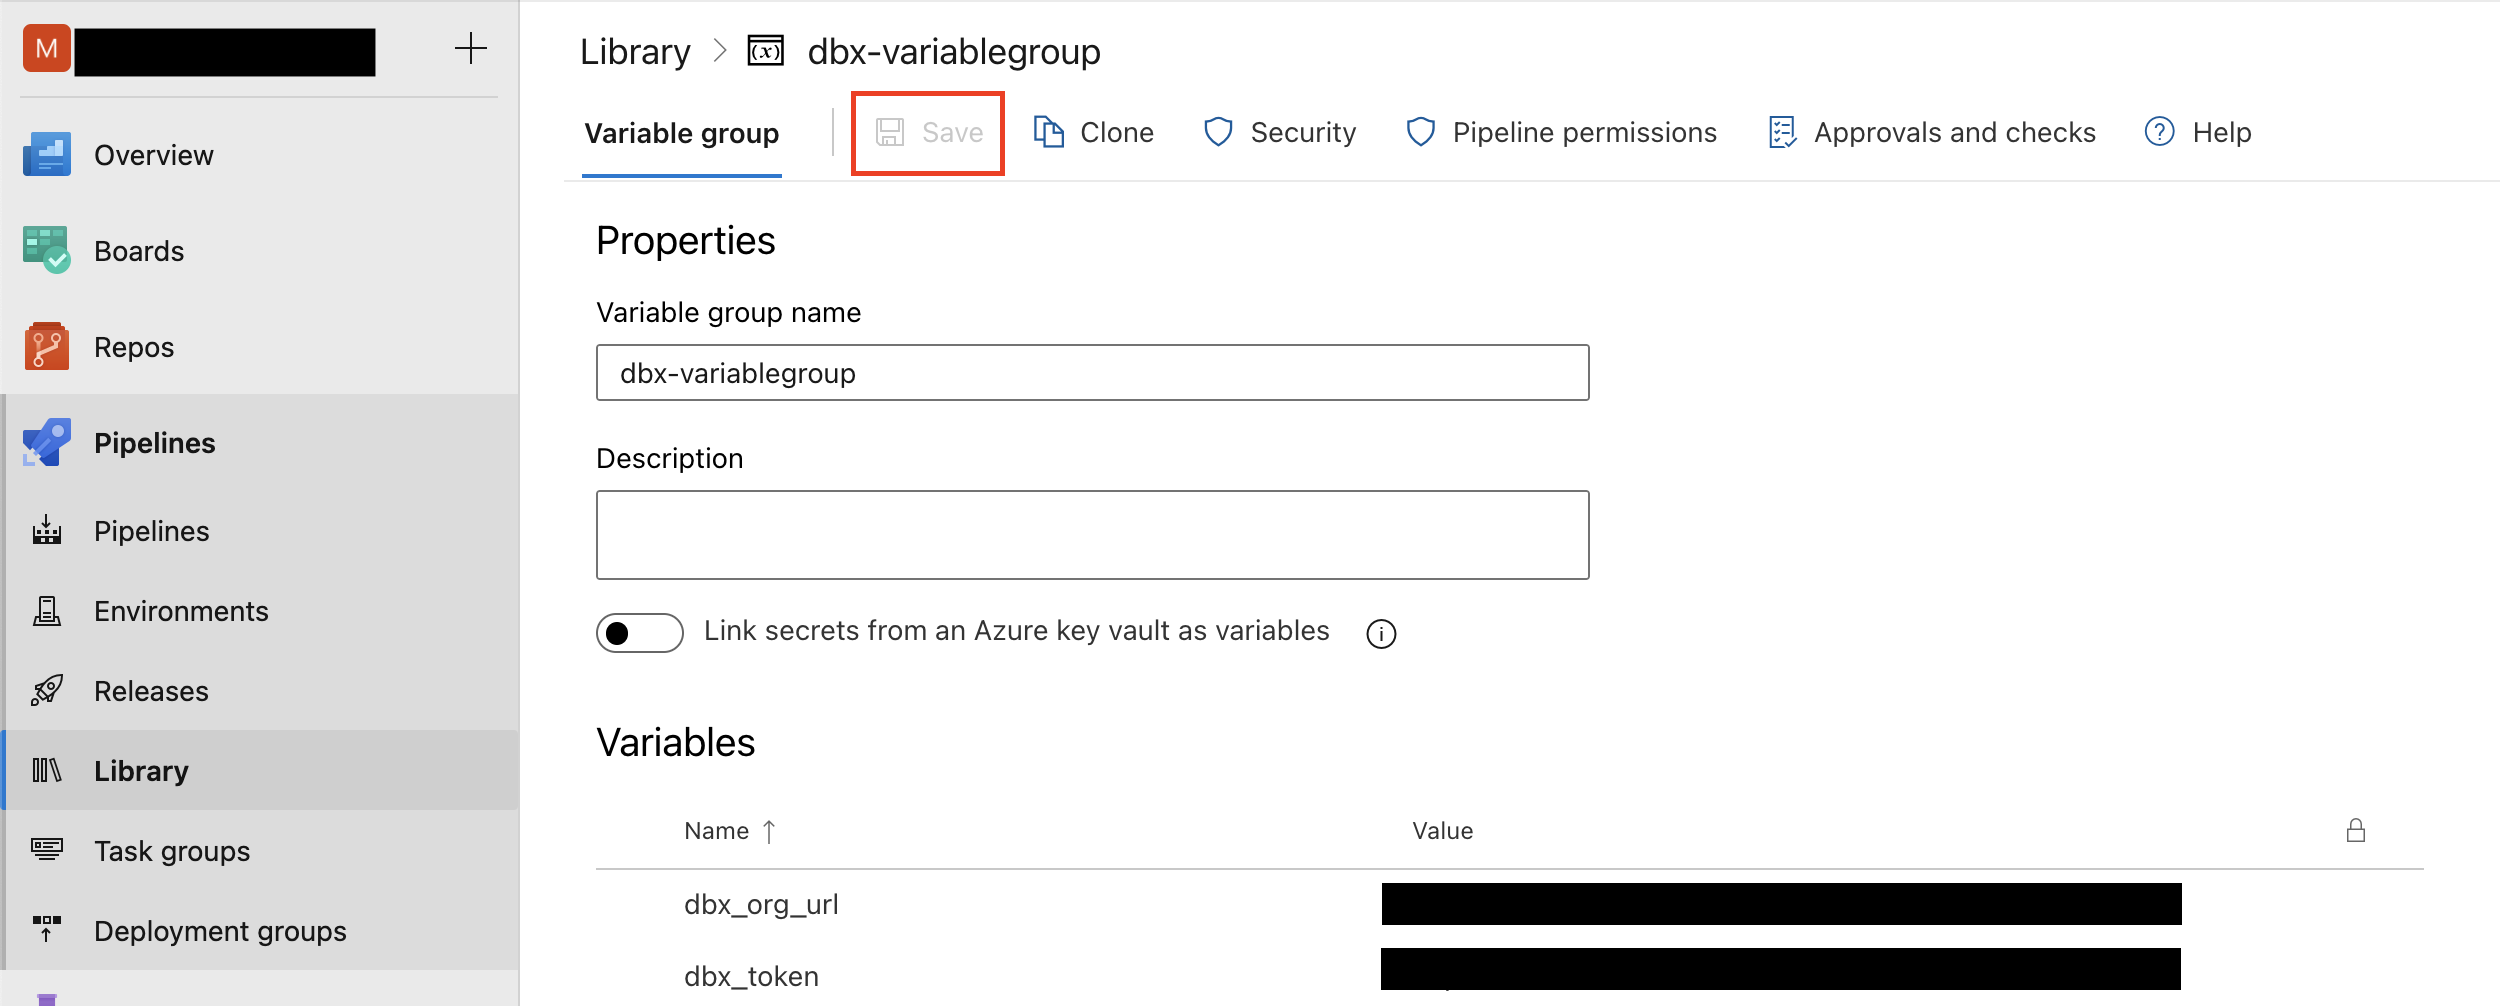 M
Overview
Boards
Repos
Pipelines
Pipelines
Environments
Releases
Library
Task groups
Deployment groups
Library > (x) dbx-variablegroup
Variable group Save Clone Security Pipeline permissions Approvals and checks ? Help
Properties
Variable group name
dbx-variablegroup
Description
Link secrets from an Azure key vault as variables i
Variables
Name ↑ Value
dbx_org_url
dbx_token